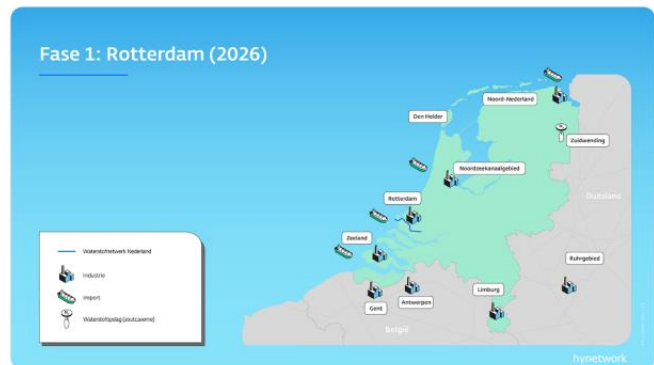 Fase 1: Rotterdam (2026)
Noord-Nederland
Den Helder
Zuidwending
Noordzeekanaalgebied
Duitsland
Rotterdam
Zeeland
Ruhrgebied
Limburg
Gent
Antwerpen
België
Waterstofnetwerk Nederland
Industrie
Import
Waterstofopslag (zoutcaverne)
hynetwork